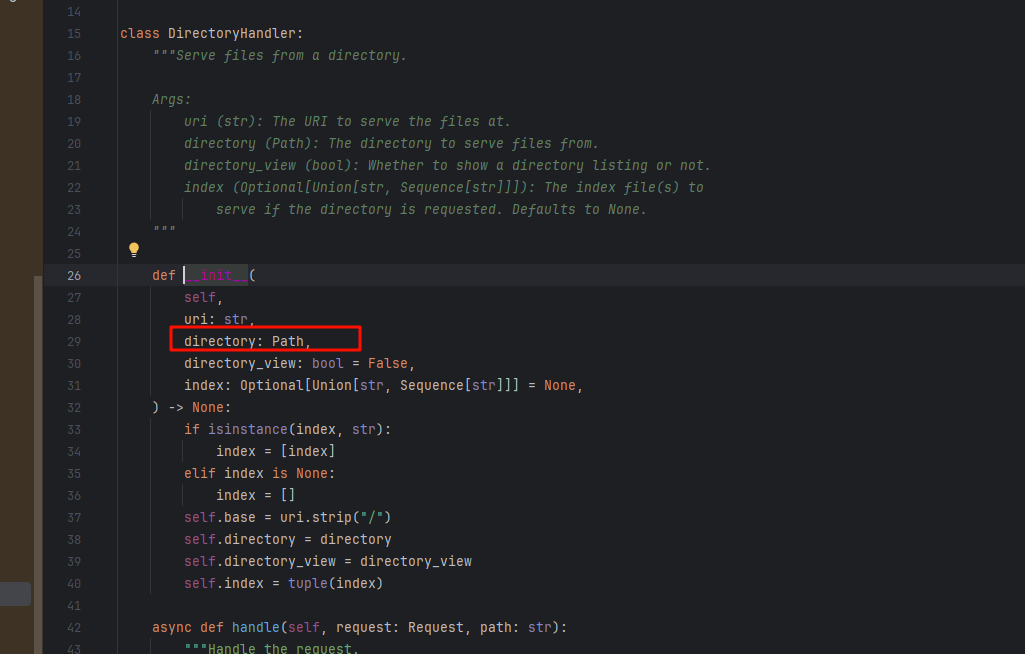 14
15 class DirectoryHandler:
16 """Serve files from a directory.
17
18 Args:
19 uri (str): The URI to serve the files at.
20 directory (Path): The directory to serve files from.
21 directory_view (bool): Whether to show a directory listing or not.
22 index (Optional[Union[str, Sequence[str]]]): The index file(s) to
23 serve if the directory is requested. Defaults to None.
24 """
25
26 def __init__(
27 self,
28 uri: str,
29 directory: Path,
30 directory_view: bool = False,
31 index: Optional[Union[str, Sequence[str]]] = None,
32 ) -> None:
33 if isinstance(index, str):
34 index = [index]
35 elif index is None:
36 index = []
37 self.base = uri.strip("/")
38 self.directory = directory
39 self.directory_view = directory_view
40 self.index = tuple(index)
41
42 async def handle(self, request: Request, path: str):
43 """Handle the request.